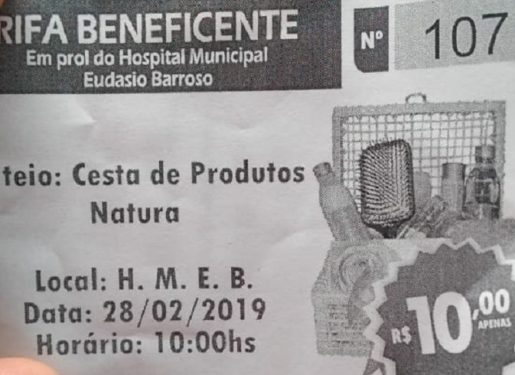 RIFA BENEFICENTE
Em prol do Hospital Municipal
Eudasio Barroso
Nº 107
teio: Cesta de Produtos
Natura
Local: H. M. E. B.
Data: 28/02/2019
Horário: 10:00hs
R$ 10,00
APENAS